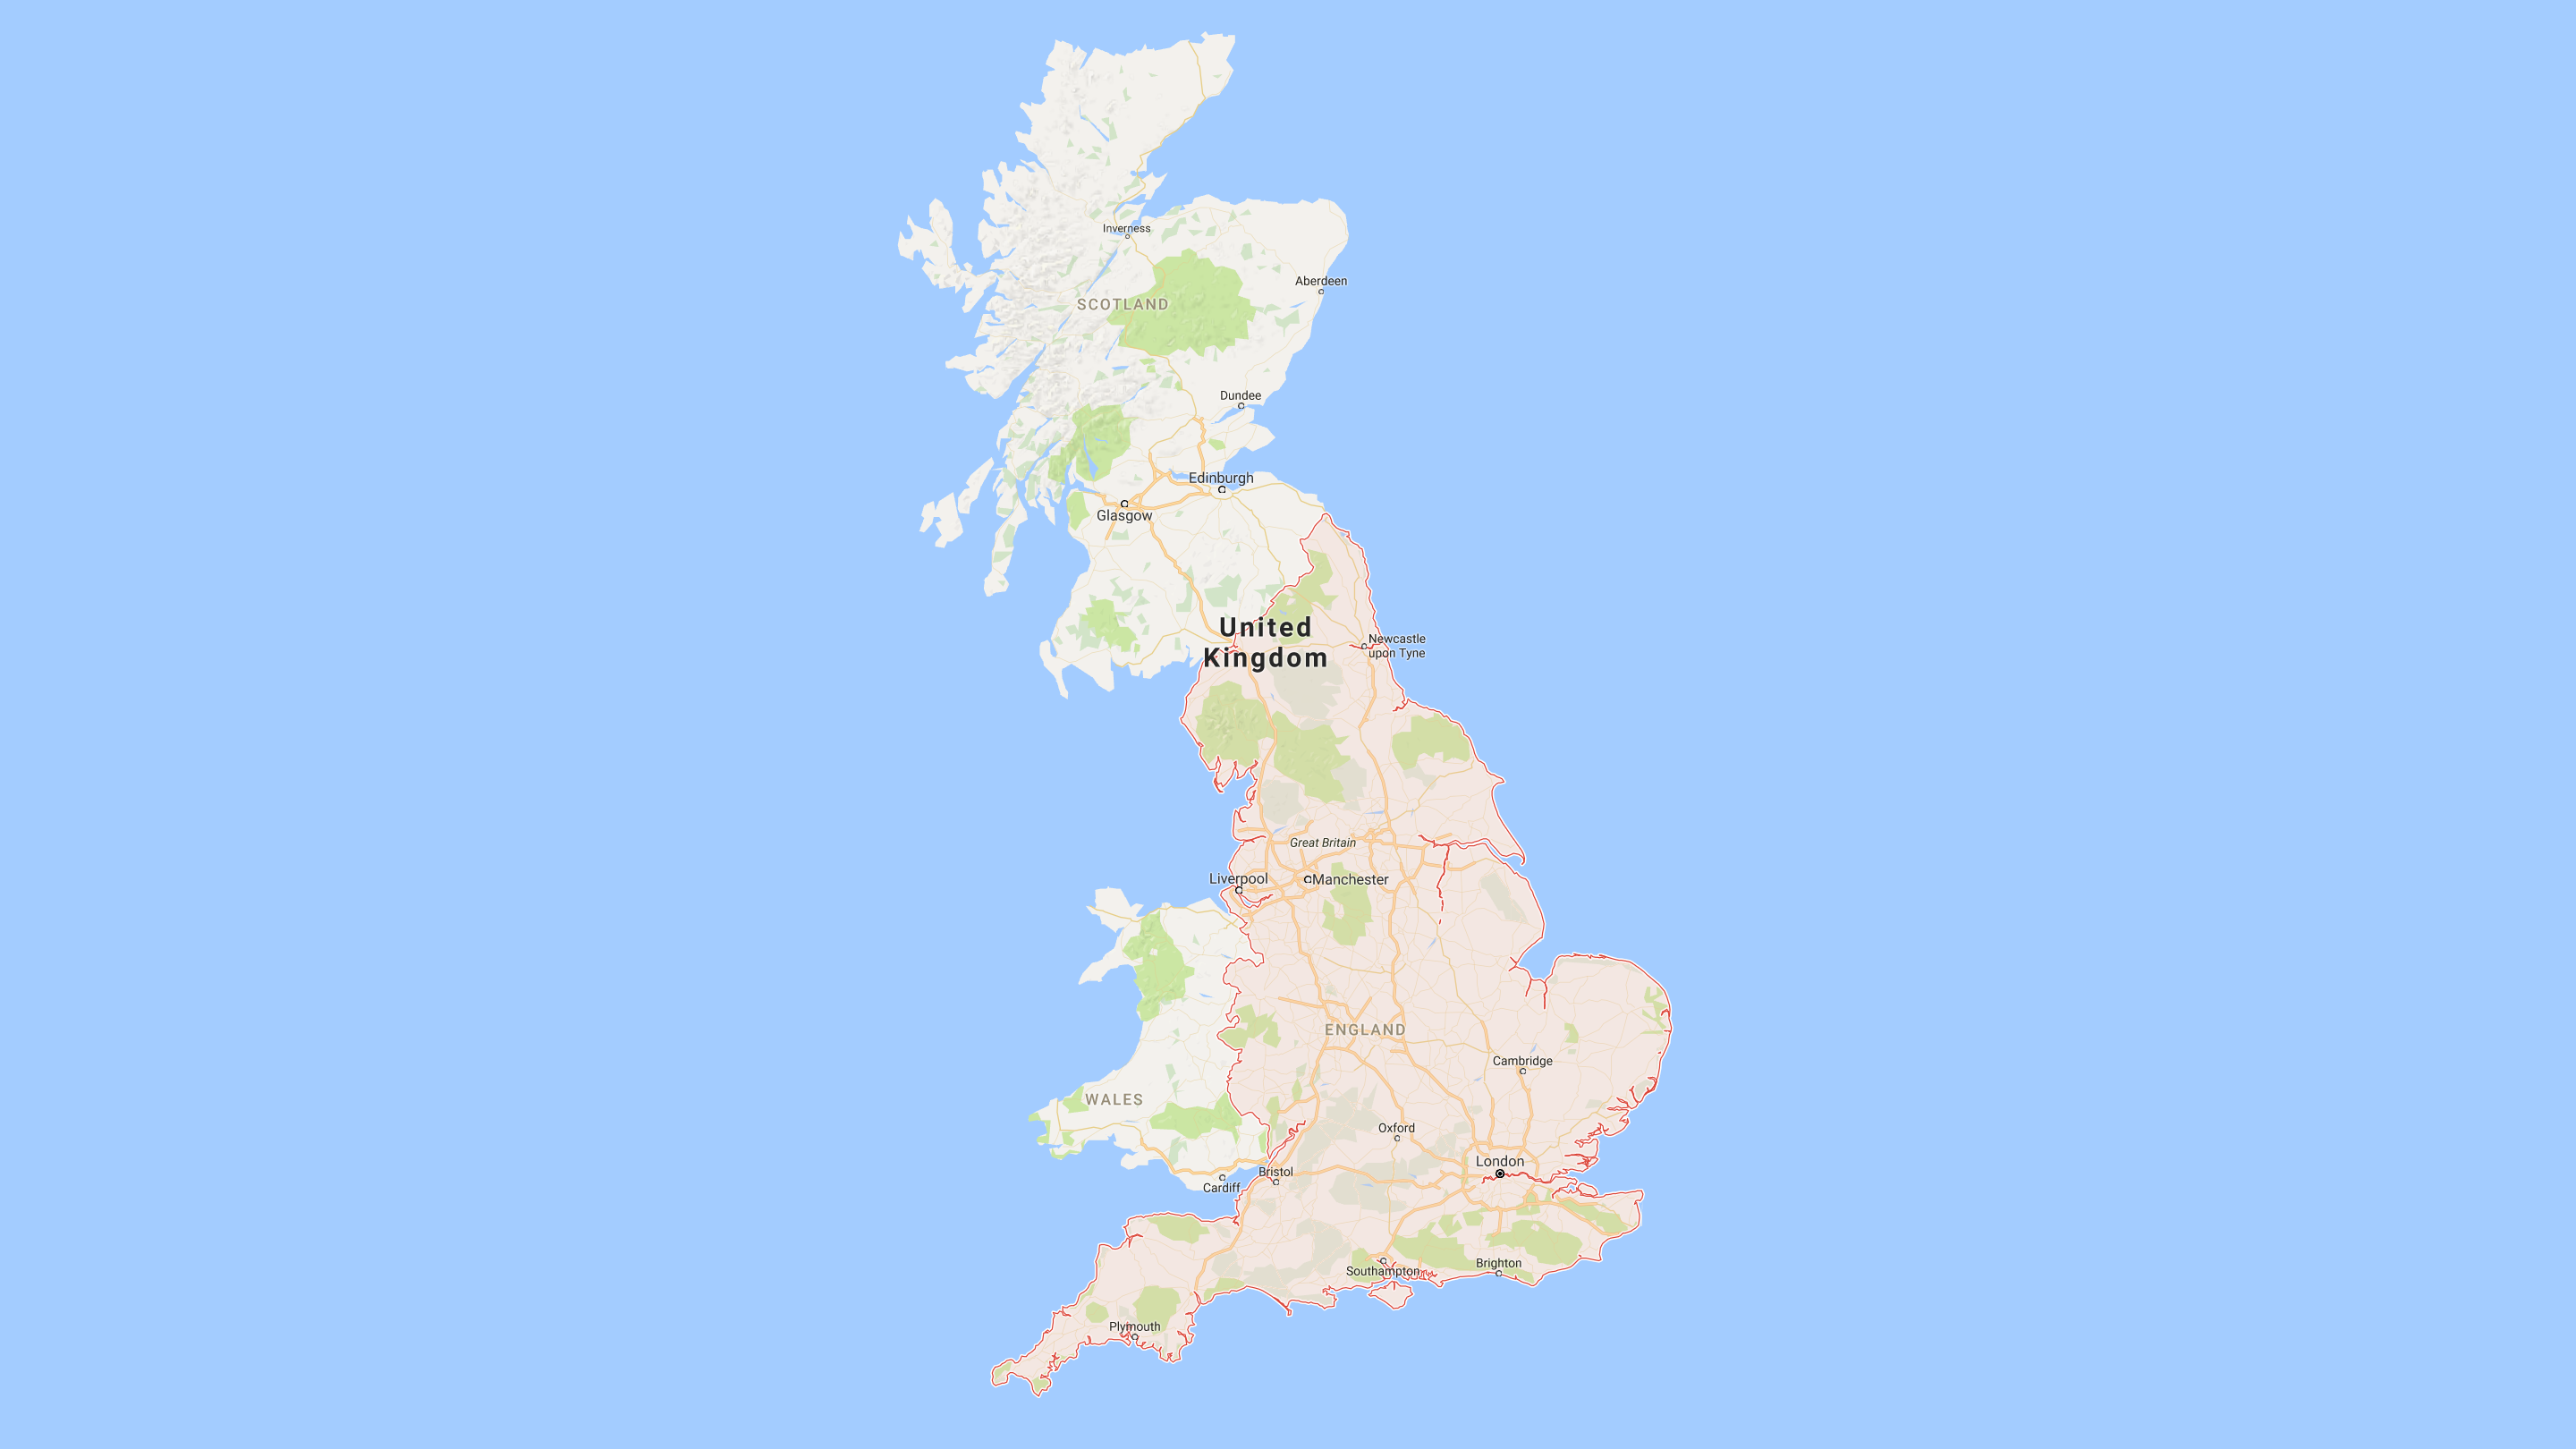 Inverness
Aberdeen
SCOTLAND
Dundee
Edinburgh
Glasgow
United
Kingdom
Newcastle
upon Tyne
Great Britain
Liverpool
Manchester
ENGLAND
Cambridge
WALES
Oxford
London
Bristol
Cardiff
Brighton
Southampton
Plymouth